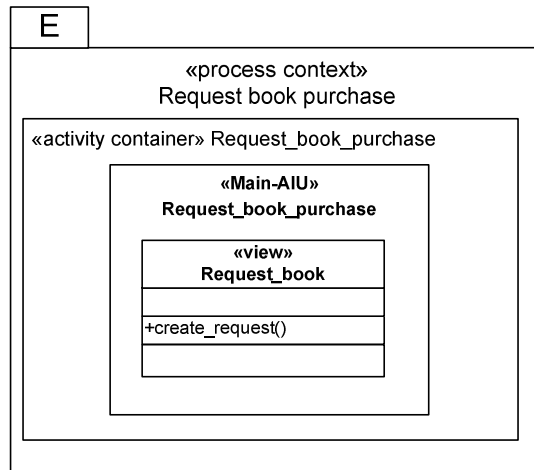 E
«process context»
Request book purchase
«activity container» Request_book_purchase
«Main-AIU»
Request_book_purchase
«view»
Request_book
+create_request()